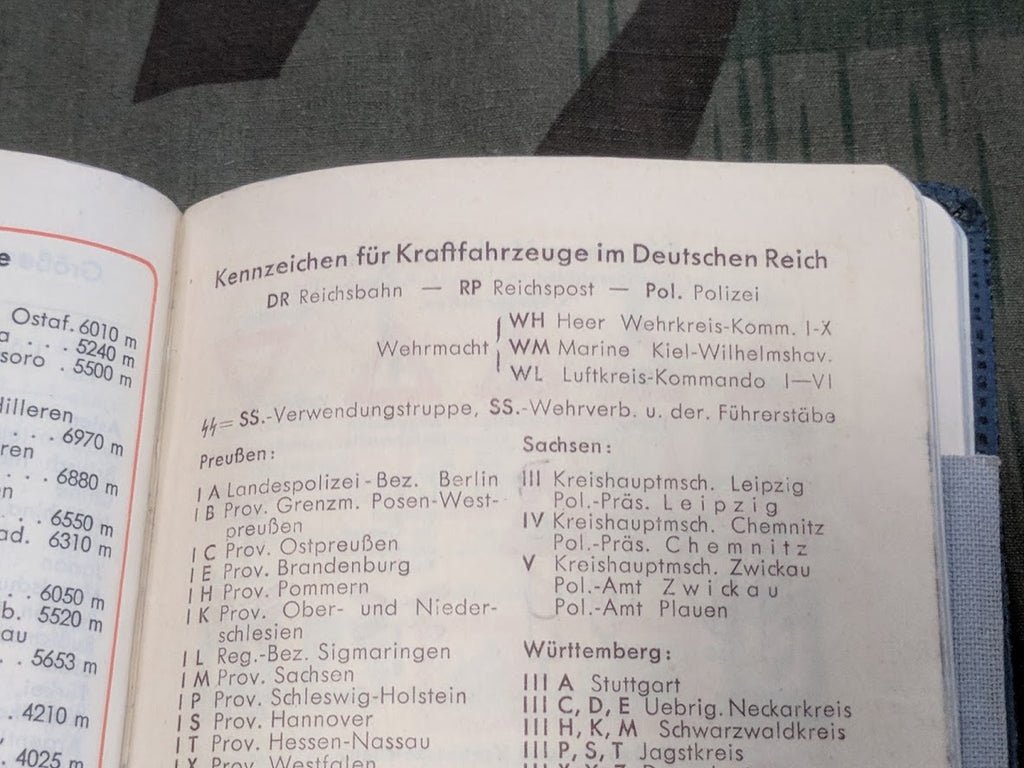 e
Ostaf. 6010 m
a . . . 5240 m
soro . 5500 m
Hilleren
. . . 6970 m
ren
. . . 6880 m
n
. . . 6550 m
ad. 6310 m
. . . 6050 m
b. 5520 m
au
. . 5653 m
. 4210 m
. 4025 m
Kennzeichen für Kraftfahrzeuge im Deutschen Reich
DR Reichsbahn — RP Reichspost — Pol. Polizei
WH Heer Wehrkreis-Komm. I-X
Wehrmacht WM Marine Kiel-Wilhelmshav.
WL Luftkreis-Kommando I—VI
ᛋᛋ= SS.-Verwendungstruppe, SS.-Wehrverb. u. der. Führerstäbe
Preußen:
I A Landespolizei-Bez. Berlin
I B Prov. Grenzm. Posen-West-
preußen
I C Prov. Ostpreußen
I E Prov. Brandenburg
I H Prov. Pommern
I K Prov. Ober- und Nieder-
schlesien
I L Reg.-Bez. Sigmaringen
I M Prov. Sachsen
I P Prov. Schleswig-Holstein
I S Prov. Hannover
I T Prov. Hessen-Nassau
I X Prov. Westfalen
Sachsen:
III Kreishauptmsch. Leipzig
Pol.-Präs. Leipzig
IV Kreishauptmsch. Chemnitz
Pol.-Präs. Chemnitz
V Kreishauptmsch. Zwickau
Pol.-Amt Zwickau
Pol.-Amt Plauen
Württemberg:
III A Stuttgart
III C, D, E Uebrig. Neckarkreis
III H, K, M Schwarzwaldkreis
III P, S, T Jagstkreis